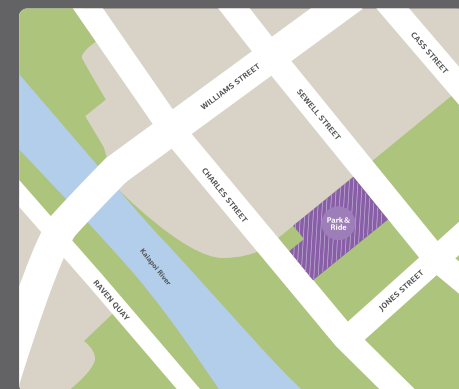 CASS STREET
WILLIAMS STREET
SEWELL STREET
CHARLES STREET
Park &
Ride
Kaiapoi River
RAVEN QUAY
JONES STREET